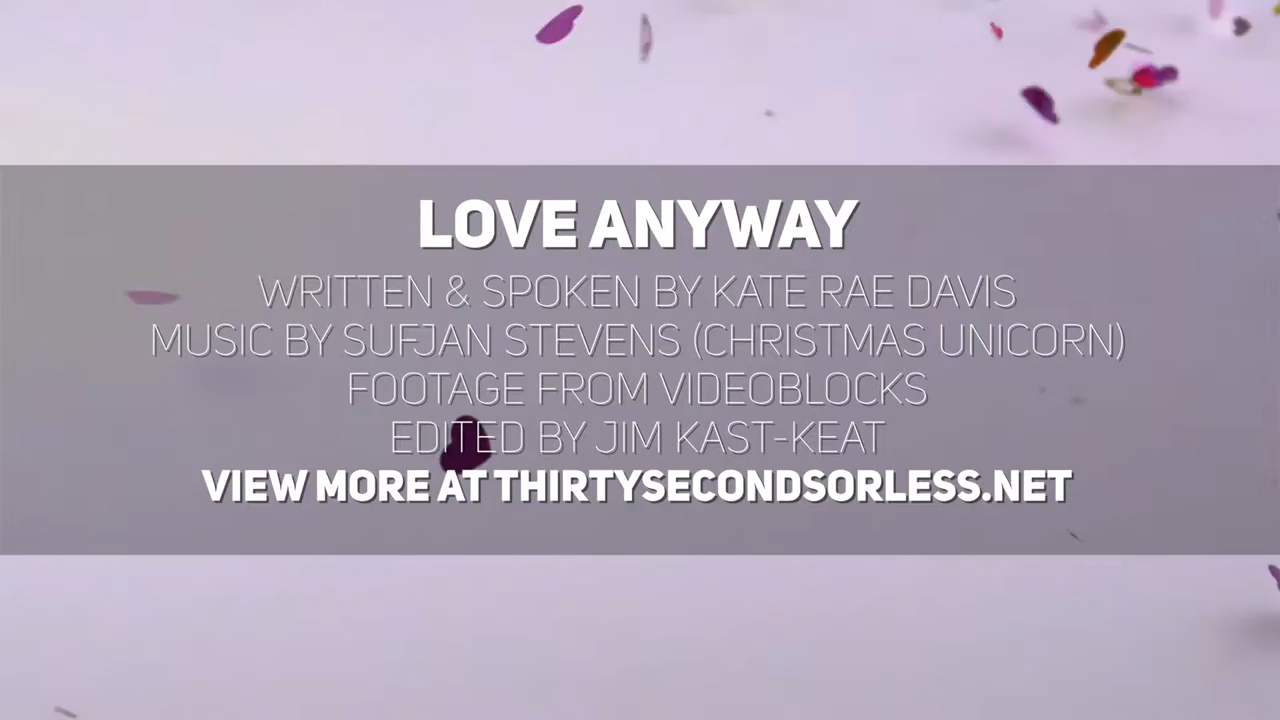 LOVE ANYWAY
WRITTEN & SPOKEN BY KATE RAE DAVIS
MUSIC BY SUFJAN STEVENS (CHRISTMAS UNICORN)
FOOTAGE FROM VIDEOBLOCKS
EDITED BY JIM KAST-KEAT
VIEW MORE AT THIRTYSECONDSORLESS.NET